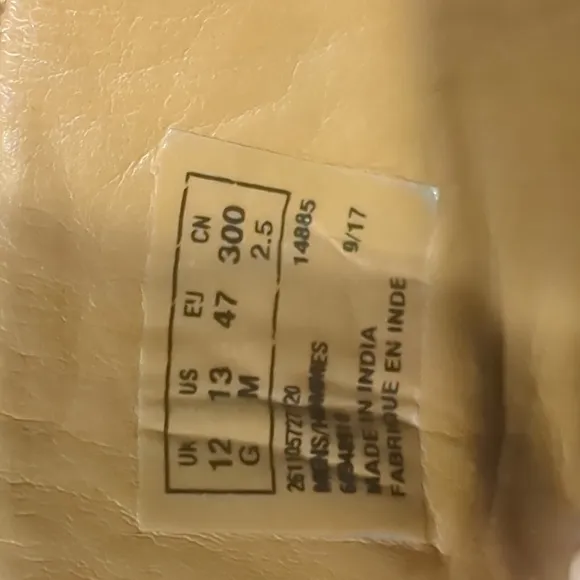 UK US EU CN
12 13 47 300
G M 2.5
14885
MENS/HOMMES 9/17
MADE IN INDIA
FABRIQUE EN INDE